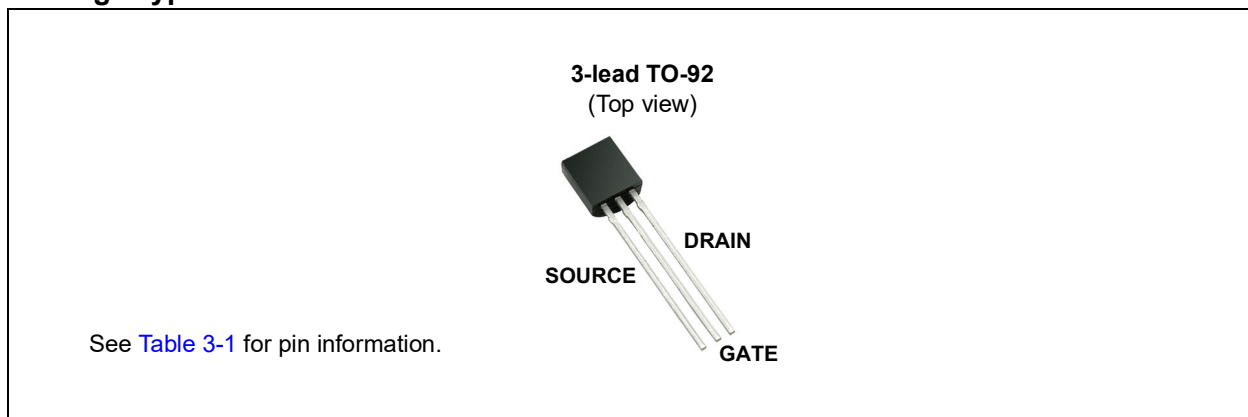 3-lead TO-92
(Top view)
DRAIN
SOURCE
See Table 3-1 for pin information.
GATE